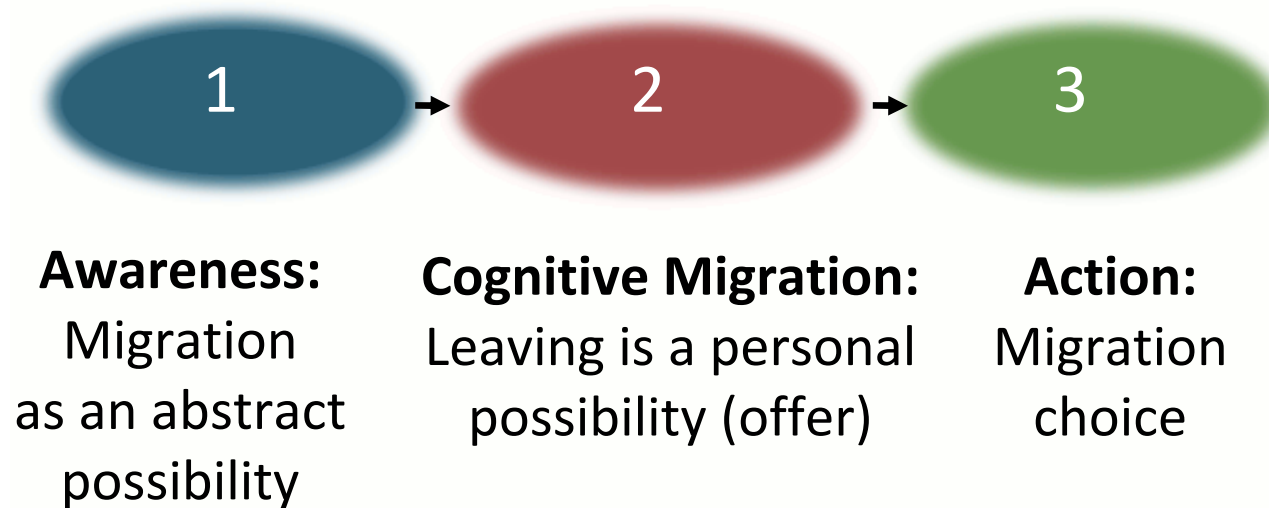 1
2
3
Awareness:
Migration
as an abstract
possibility
Cognitive Migration:
Leaving is a personal
possibility (offer)
Action:
Migration
choice